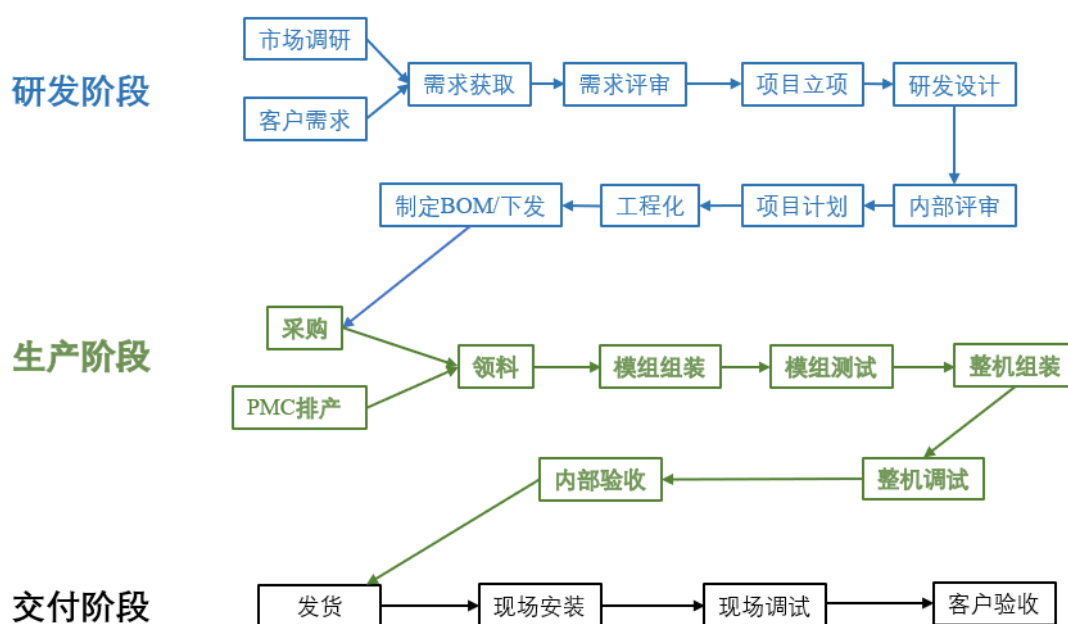 市场调研
研发阶段
需求获取
需求评审
项目立项
研发设计
客户需求
制定BOM/下发
工程化
项目计划
内部评审
采购
生产阶段
领料
模组组装
模组测试
整机组装
PMC排产
内部验收
整机调试
交付阶段
发货
现场安装
现场调试
客户验收